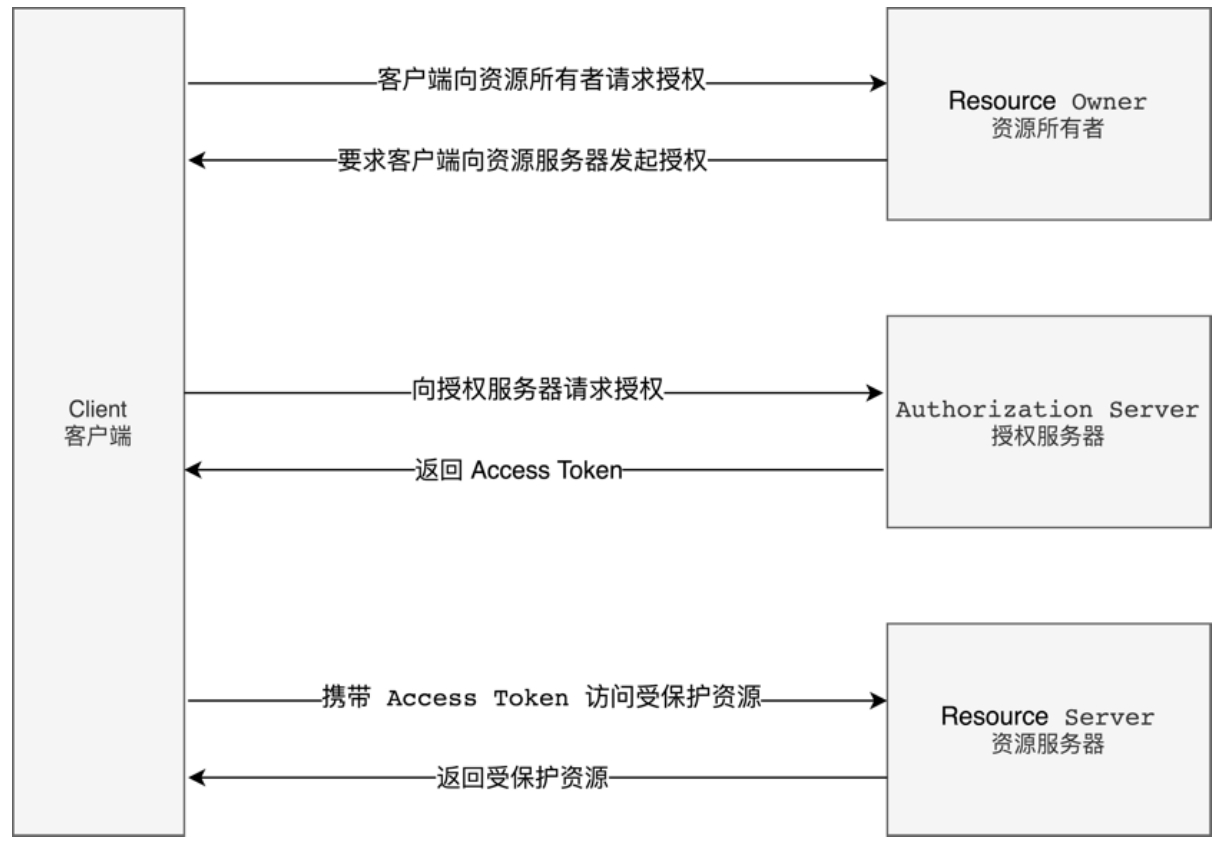 客户端向资源所有者请求授权
Resource Owner
资源所有者
要求客户端向资源服务器发起授权
Client
客户端
向授权服务器请求授权
Authorization Server
授权服务器
返回 Access Token
携带 Access Token 访问受保护资源
Resource Server
资源服务器
返回受保护资源